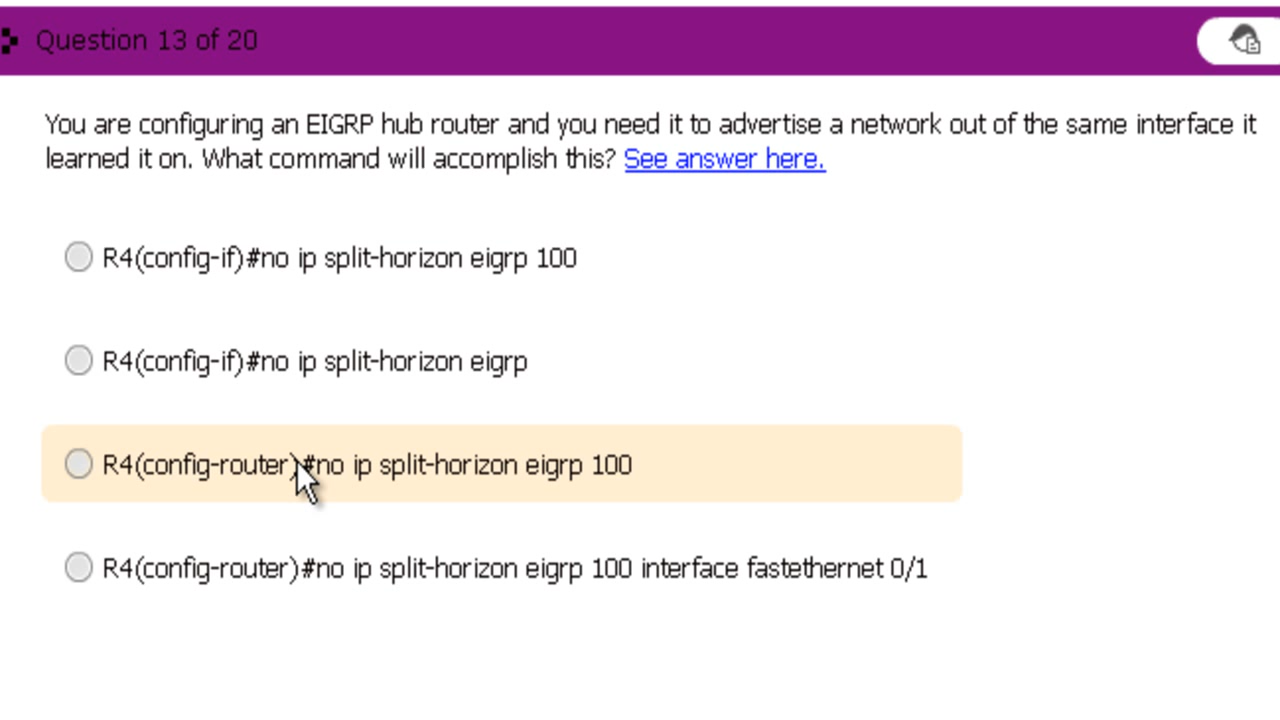 Question 13 of 20
You are configuring an EIGRP hub router and you need it to advertise a network out of the same interface it
learned it on. What command will accomplish this? See answer here.
R4(config-if)#no ip split-horizon eigrp 100
R4(config-if)#no ip split-horizon eigrp
R4(config-router)#no ip split-horizon eigrp 100
R4(config-router)#no ip split-horizon eigrp 100 interface fastethernet 0/1